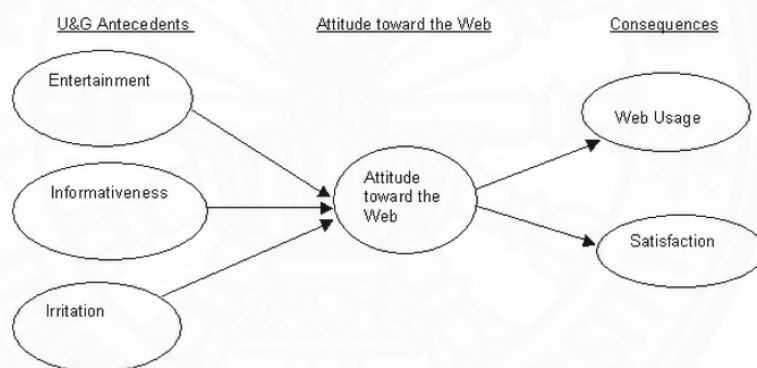 U&G Antecedents
Attitude toward the Web
Consequences
Entertainment
Informativeness
Irritation
Attitude
toward the
Web
Web Usage
Satisfaction